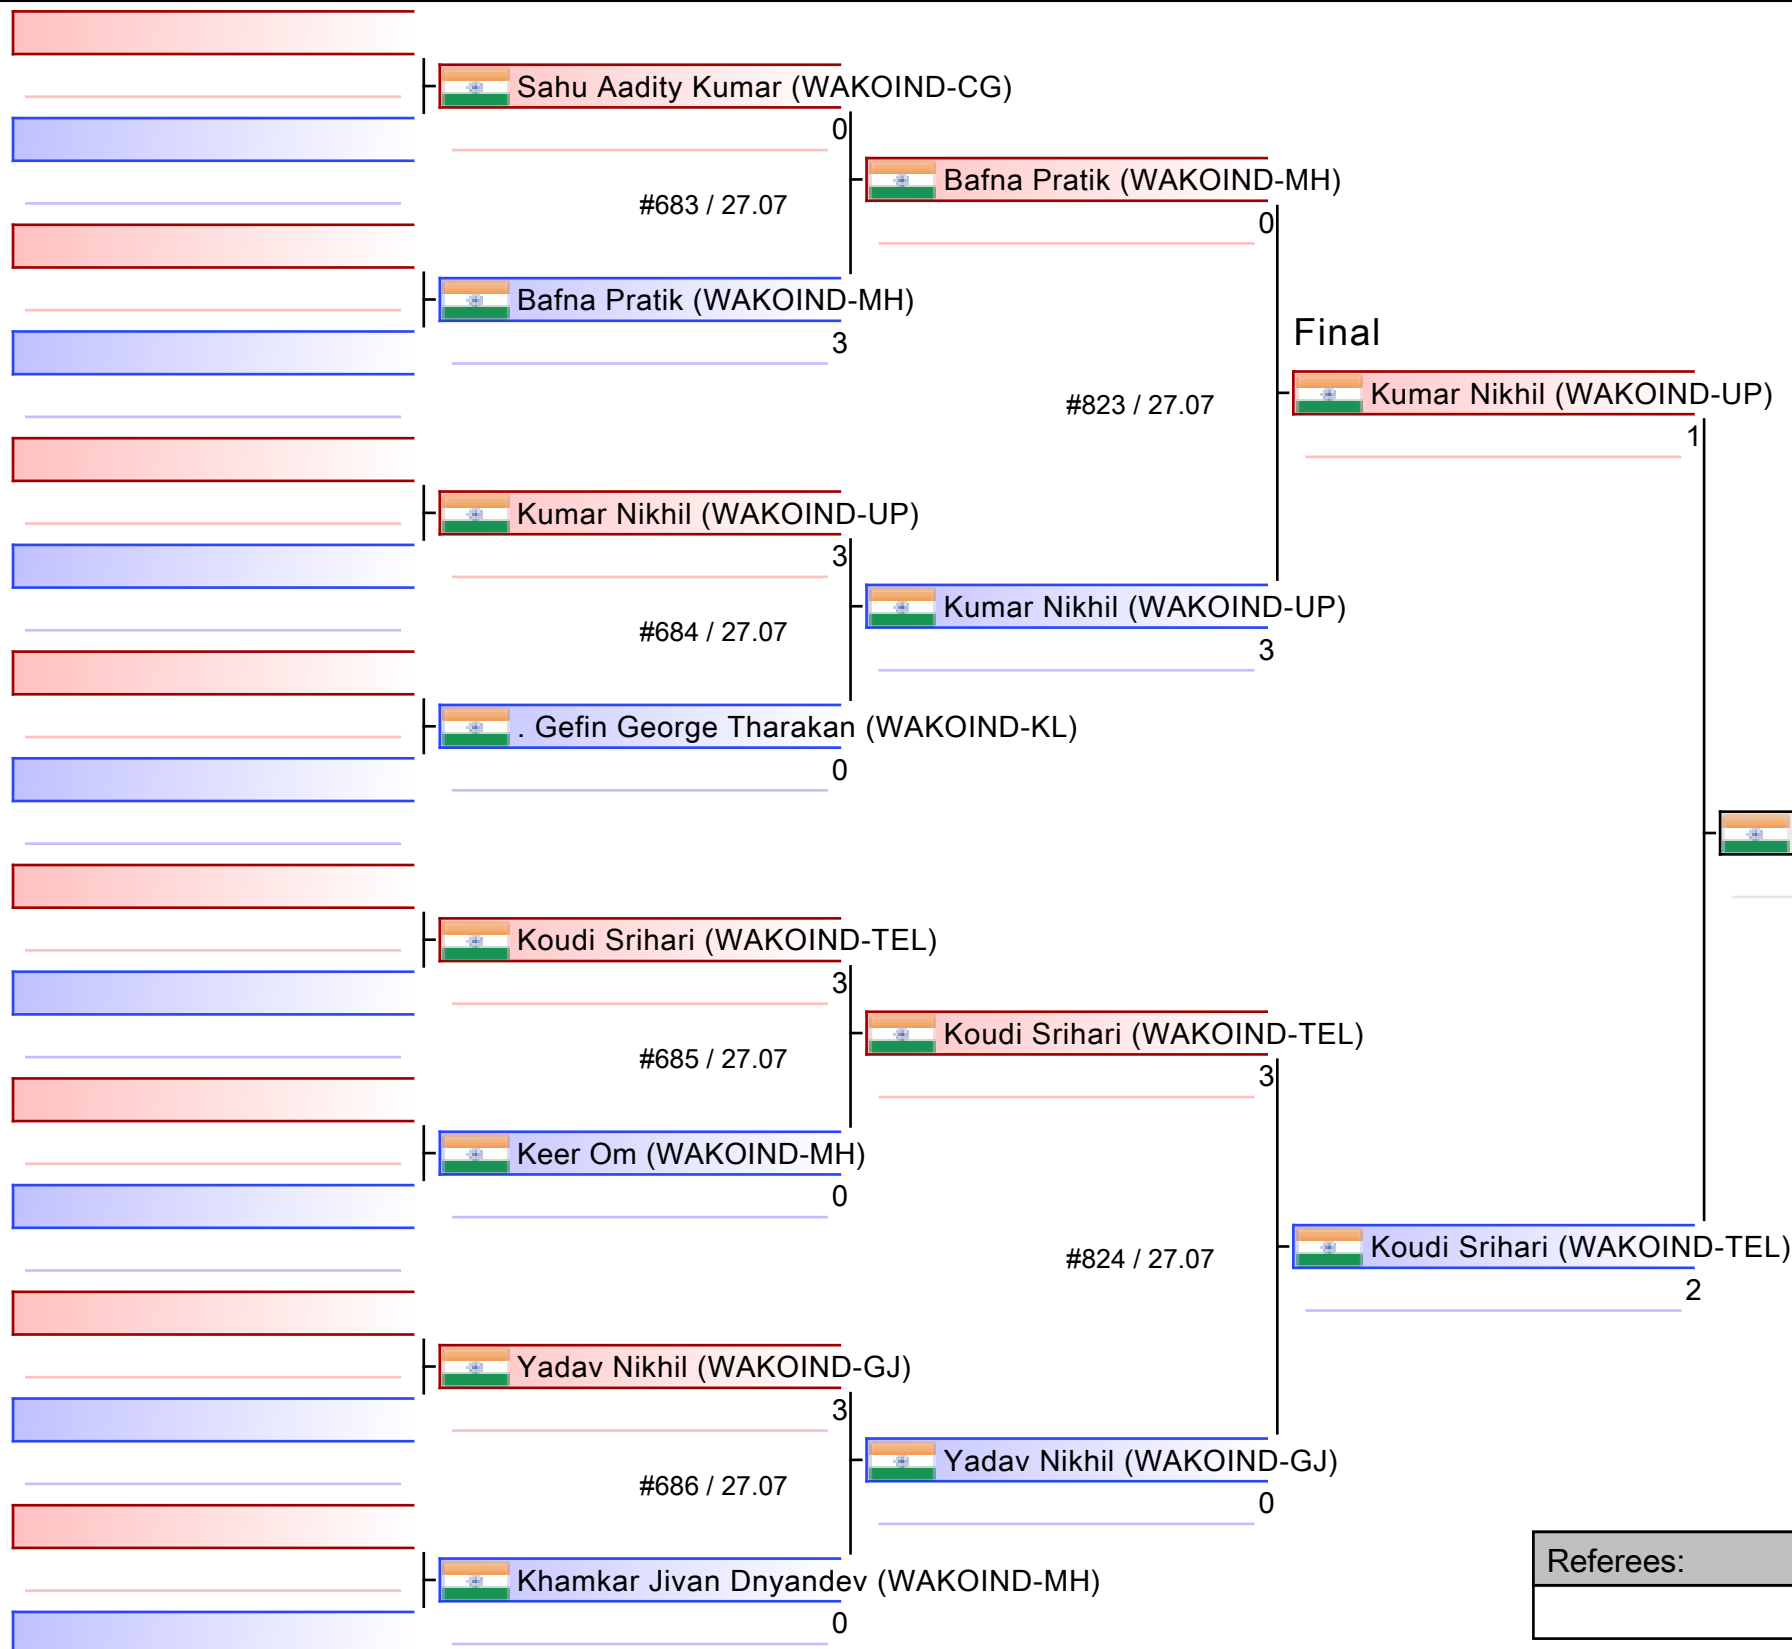 Sahu Aadity Kumar (WAKOIND-CG)
0
#683 / 27.07
Bafna Pratik (WAKOIND-MH)
3
Kumar Nikhil (WAKOIND-UP)
3
#684 / 27.07
. Gefin George Tharakan (WAKOIND-KL)
0
Koudi Srihari (WAKOIND-TEL)
3
#685 / 27.07
Keer Om (WAKOIND-MH)
0
Yadav Nikhil (WAKOIND-GJ)
3
#686 / 27.07
Khamkar Jivan Dnyandev (WAKOIND-MH)
0
Bafna Pratik (WAKOIND-MH)
0
#823 / 27.07
Kumar Nikhil (WAKOIND-UP)
3
Koudi Srihari (WAKOIND-TEL)
3
#824 / 27.07
Yadav Nikhil (WAKOIND-GJ)
0
Final
Kumar Nikhil (WAKOIND-UP)
1
Koudi Srihari (WAKOIND-TEL)
2
Referees: